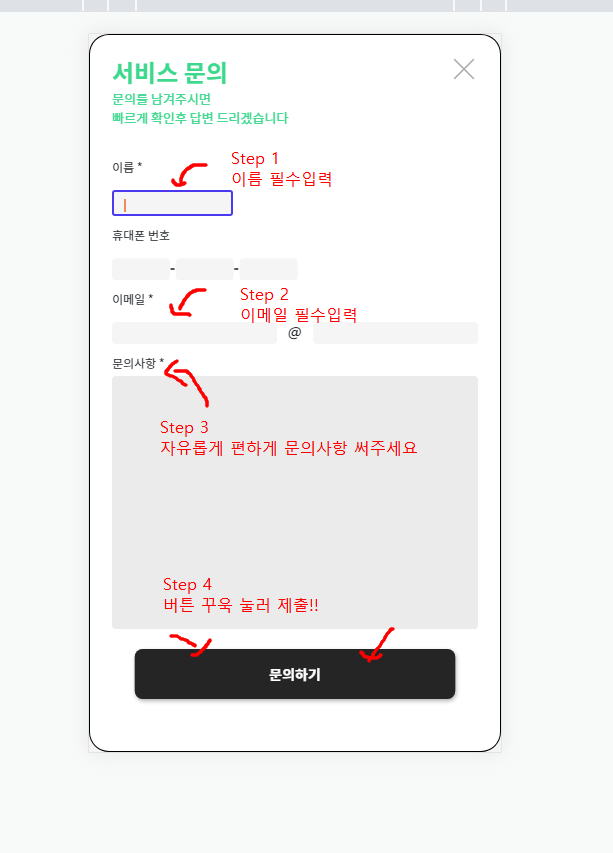 서비스 문의
문의를 남겨주시면
빠르게 확인후 답변 드리겠습니다
이름 *
Step 1
이름 필수입력
휴대폰 번호
- -
이메일 *
Step 2
이메일 필수입력
@
문의사항 *
Step 3
자유롭게 편하게 문의사항 써주세요
Step 4
버튼 꾸욱 눌러 제출!!
문의하기